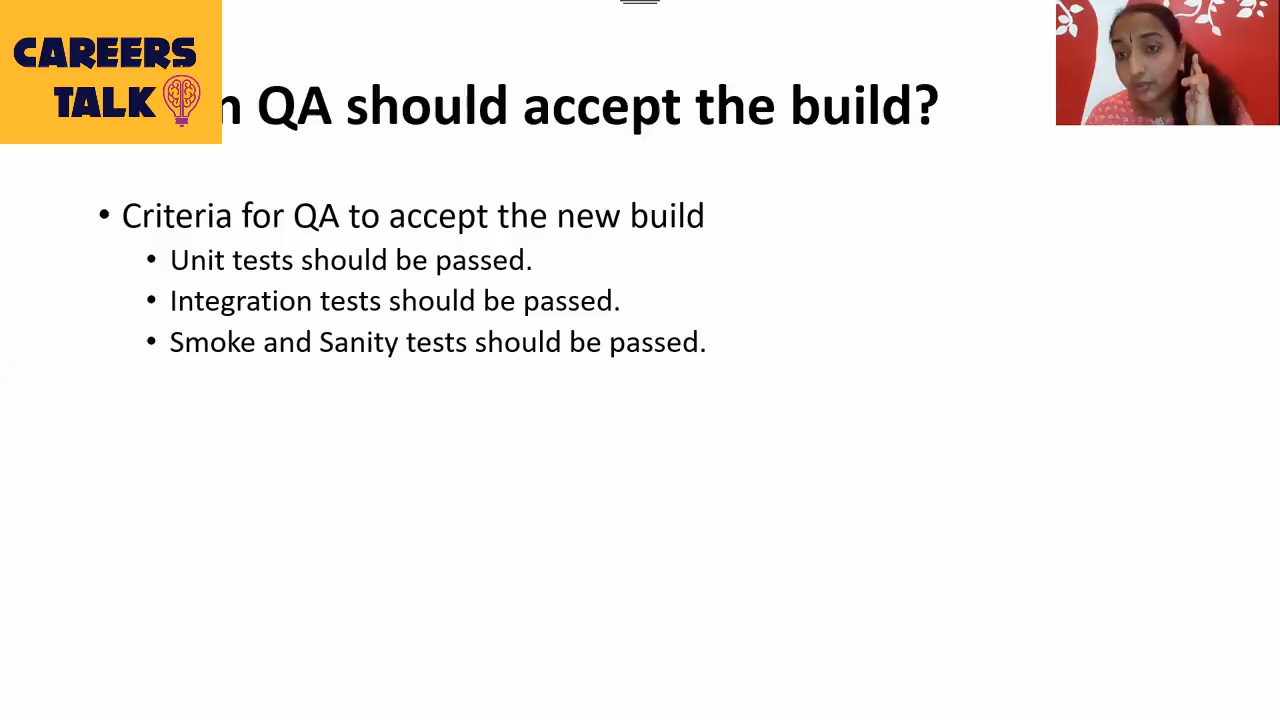 CAREERS
TALK
QA should accept the build?
• Criteria for QA to accept the new build
• Unit tests should be passed.
• Integration tests should be passed.
• Smoke and Sanity tests should be passed.